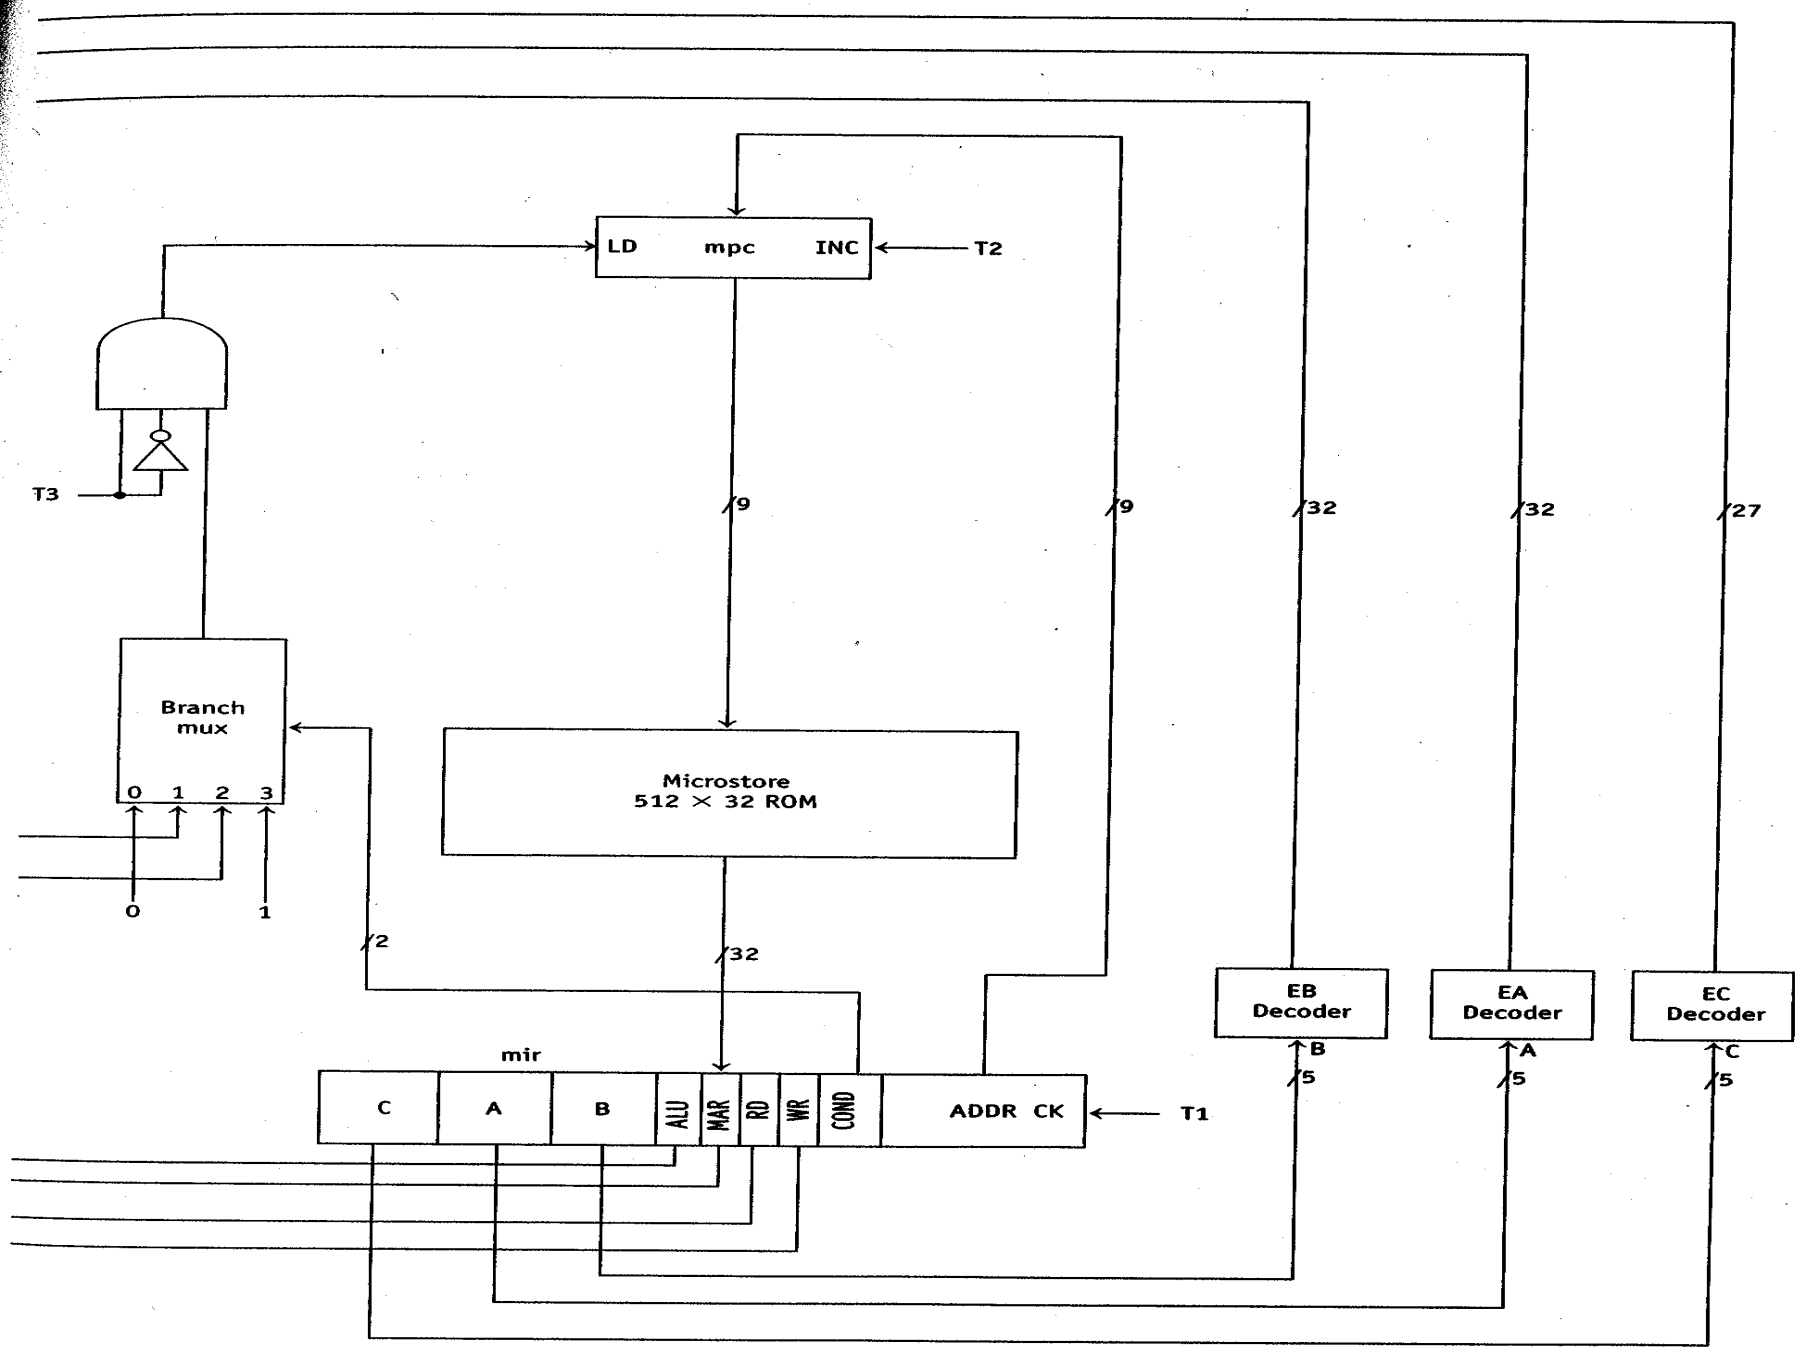 LD mpc INC
T2
T3
/9
/9
/32
/32
/27
Branch
mux
0 1 2 3
0
1
Microstore
512 × 32 ROM
/2
/32
EB
Decoder
EA
Decoder
EC
Decoder
B
A
C
/5
/5
/5
mir
C
A
B
ALU
MAR
RD
WR
COND
ADDR CK
T1